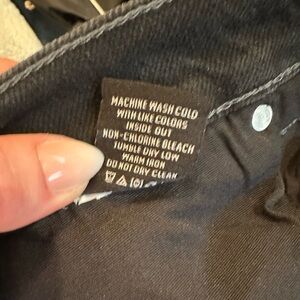 MACHINE WASH COLD
WITH LIKE COLORS
INSIDE OUT
NON-CHLORINE BLEACH
TUMBLE DRY LOW
WARM IRON
DO NOT DRY CLEAN